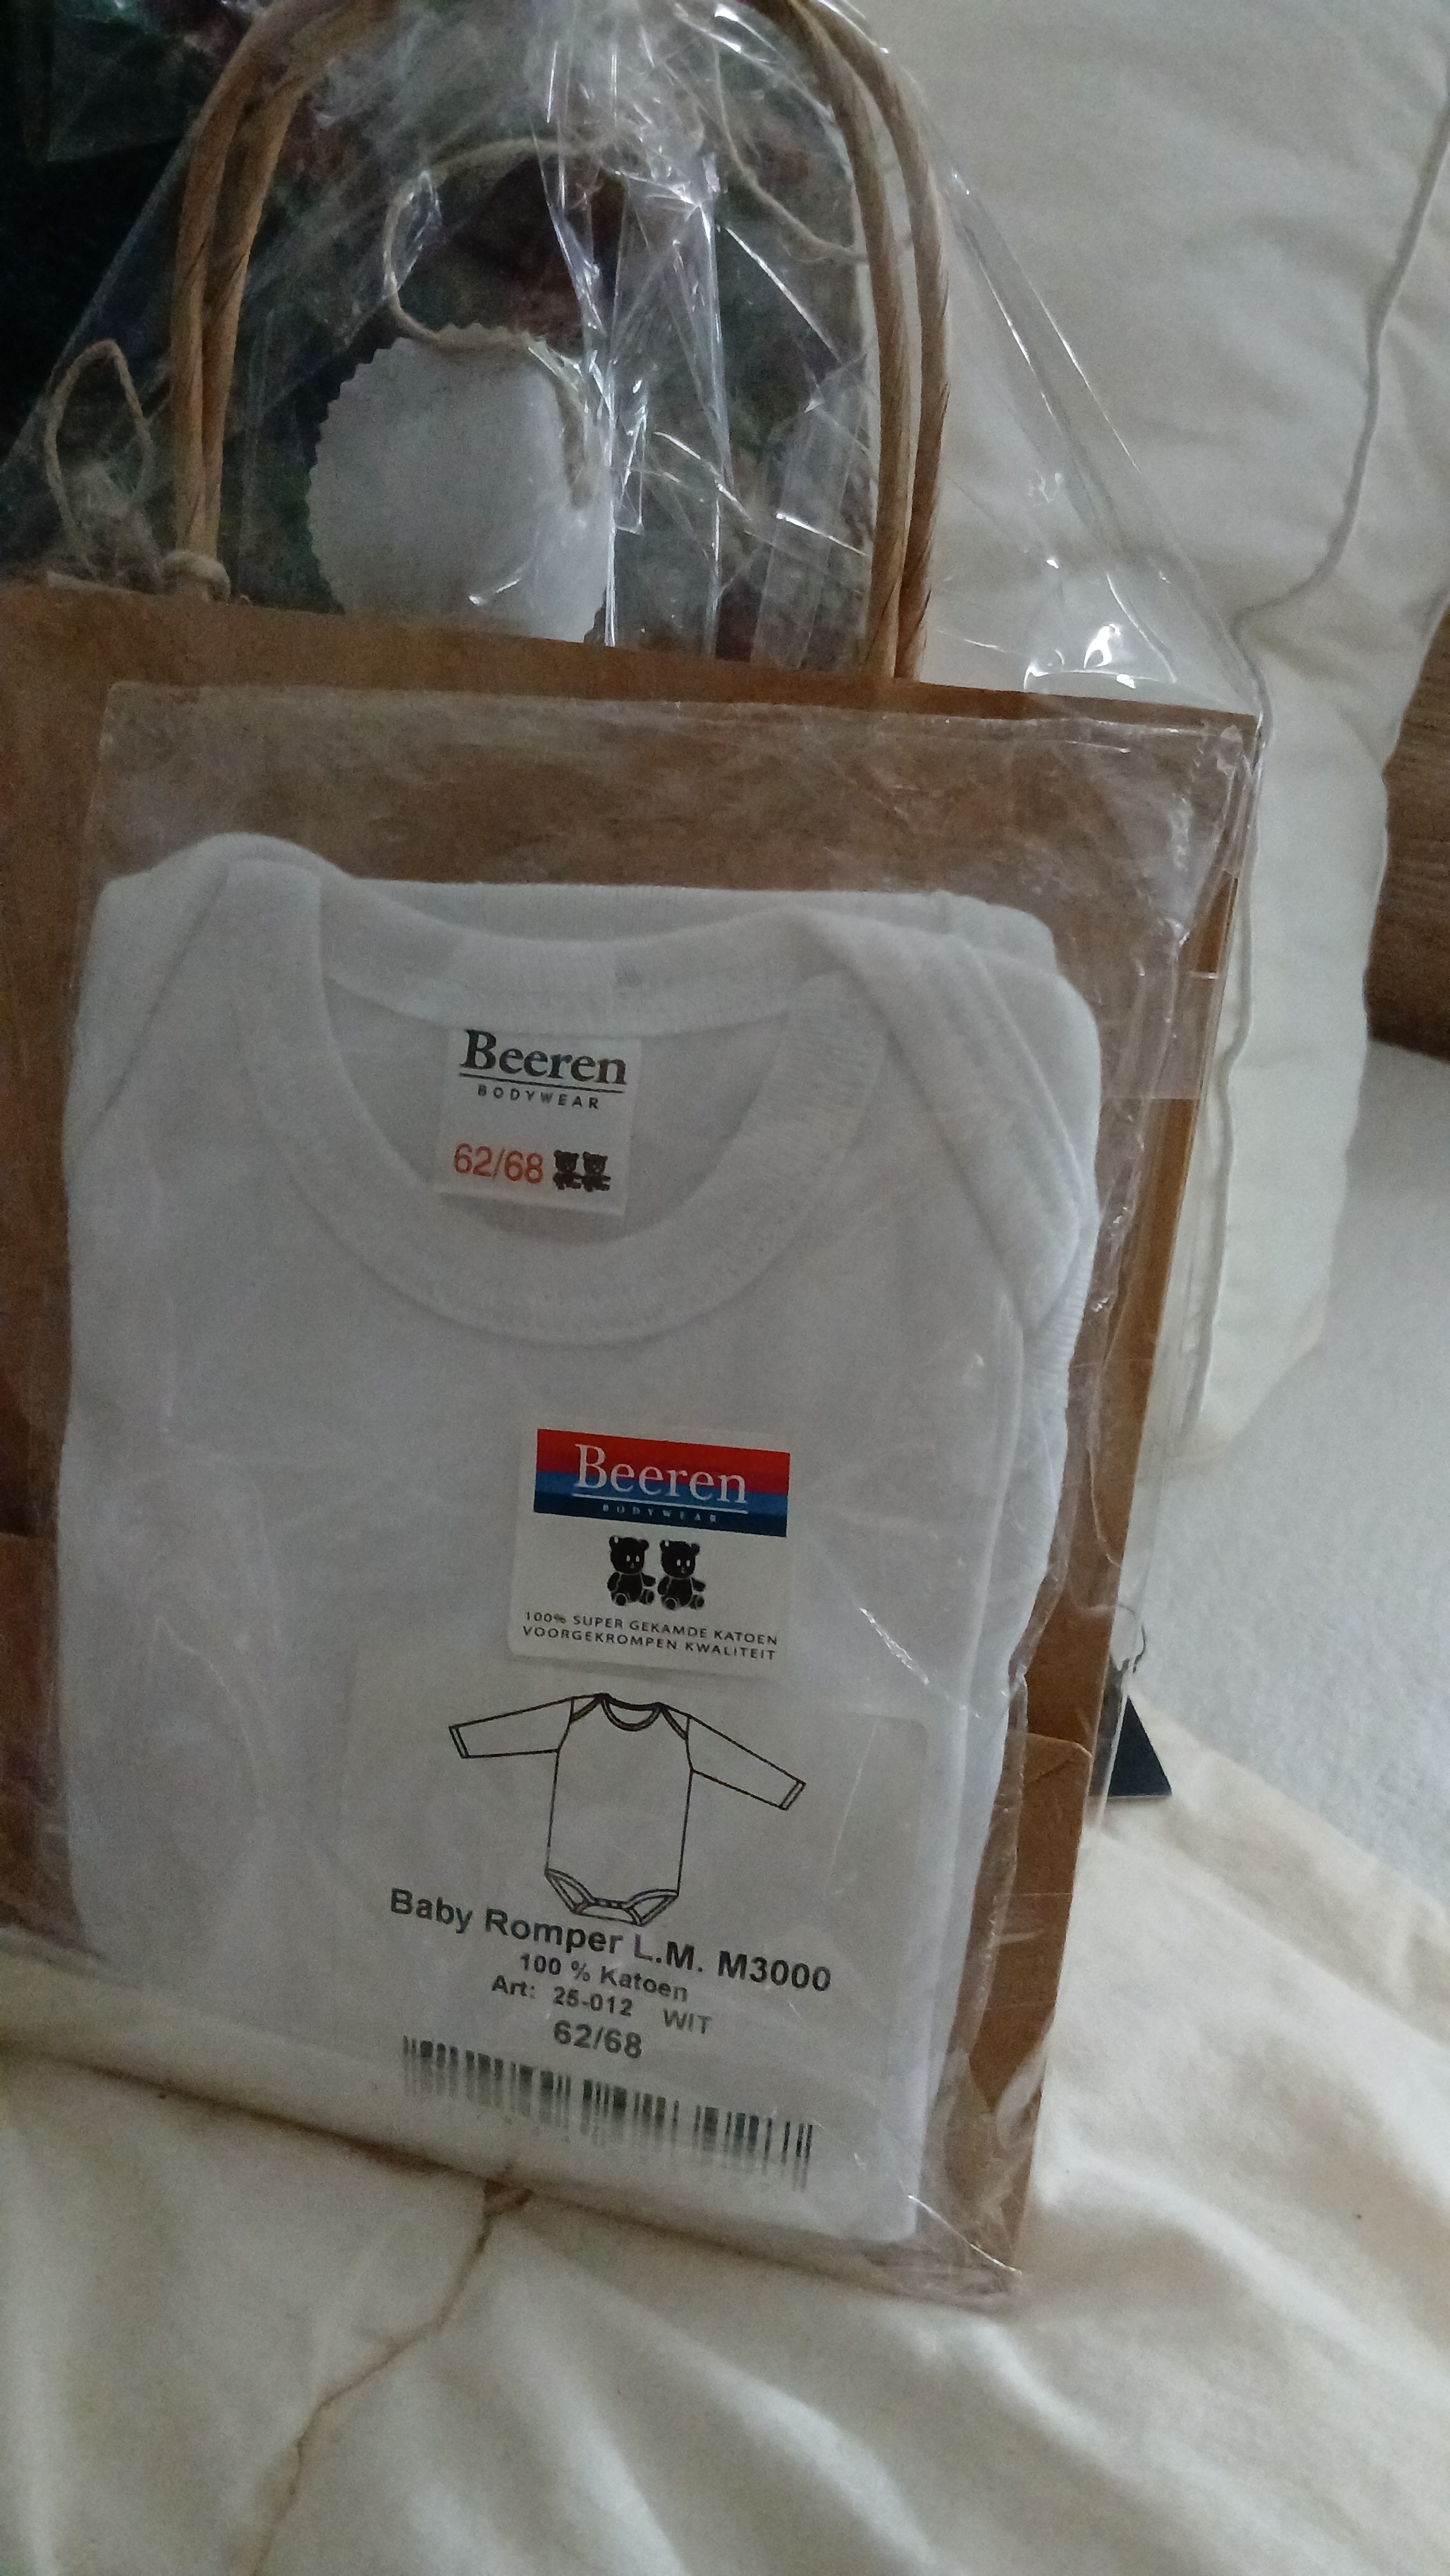 Beeren
BODYWEAR
62/68
Beeren
BODYWEAR
100% SUPER GEKAMDE KATOEN
VOORGEKROMPEN KWALITEIT
Baby Romper L.M. M3000
100 % Katoen
Art: 25-012 WIT
62/68